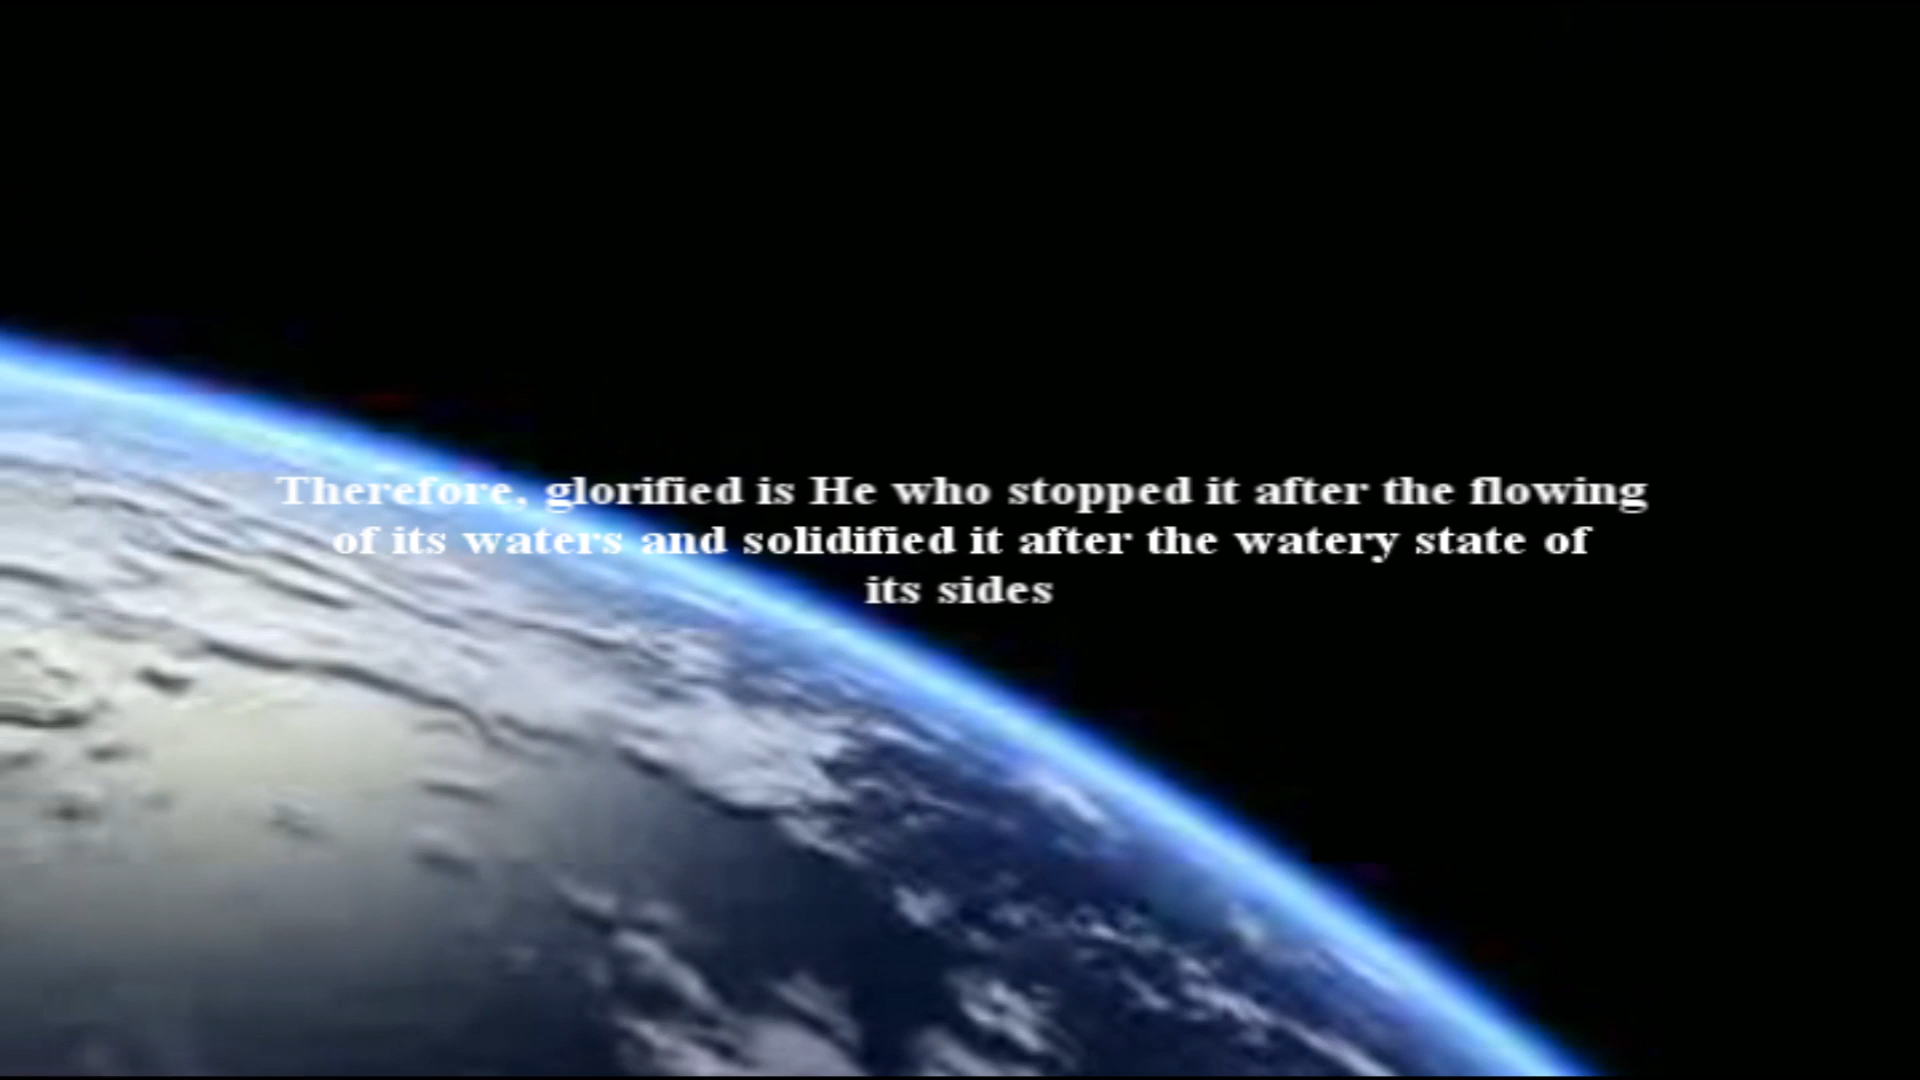 Therefore, glorified is He who stopped it after the flowing
of its waters and solidified it after the watery state of
its sides